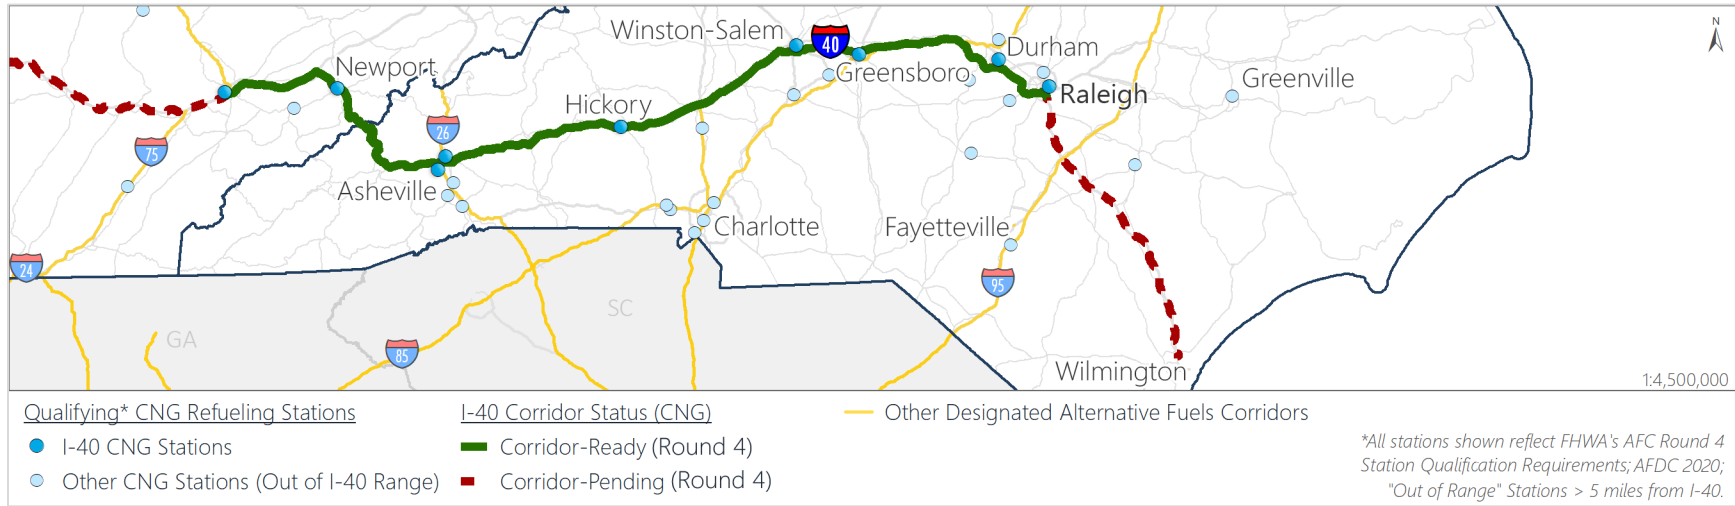 N
Winston-Salem
40
Durham
Newport
Greensboro
Greenville
Raleigh
Hickory
26
75
Asheville
Charlotte
Fayetteville
24
95
SC
GA
85
Wilmington
1:4,500,000
Qualifying* CNG Refueling Stations
I-40 CNG Stations
Other CNG Stations (Out of I-40 Range)
I-40 Corridor Status (CNG)
Corridor-Ready (Round 4)
Corridor-Pending (Round 4)
Other Designated Alternative Fuels Corridors
*All stations shown reflect FHWA's AFC Round 4
Station Qualification Requirements; AFDC 2020;
"Out of Range" Stations > 5 miles from I-40.